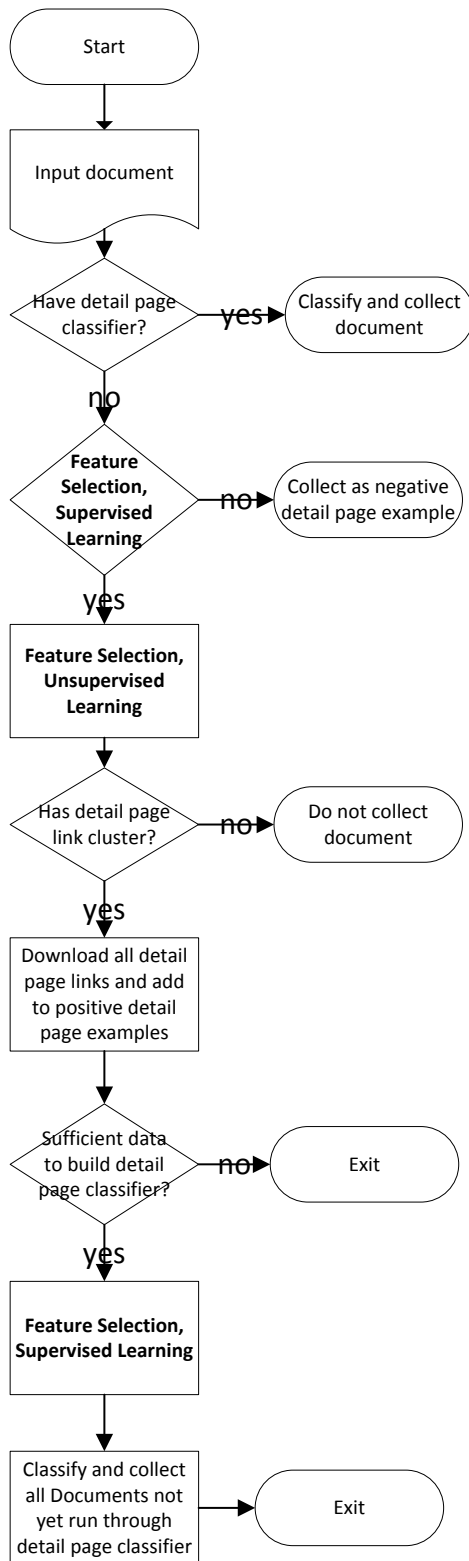 Start
Input document
Have detail page
classifier?
yes
Classify and collect
document
no
Feature
Selection,
Supervised
Learning
no
Collect as negative
detail page example
yes
Feature Selection,
Unsupervised
Learning
Has detail page
link cluster?
no
Do not collect
document
yes
Download all detail
page links and add
to positive detail
page examples
Sufficient data
to build detail
page classifier?
no
Exit
yes
Feature Selection,
Supervised Learning
Classify and collect
all Documents not
yet run through
detail page classifier
Exit